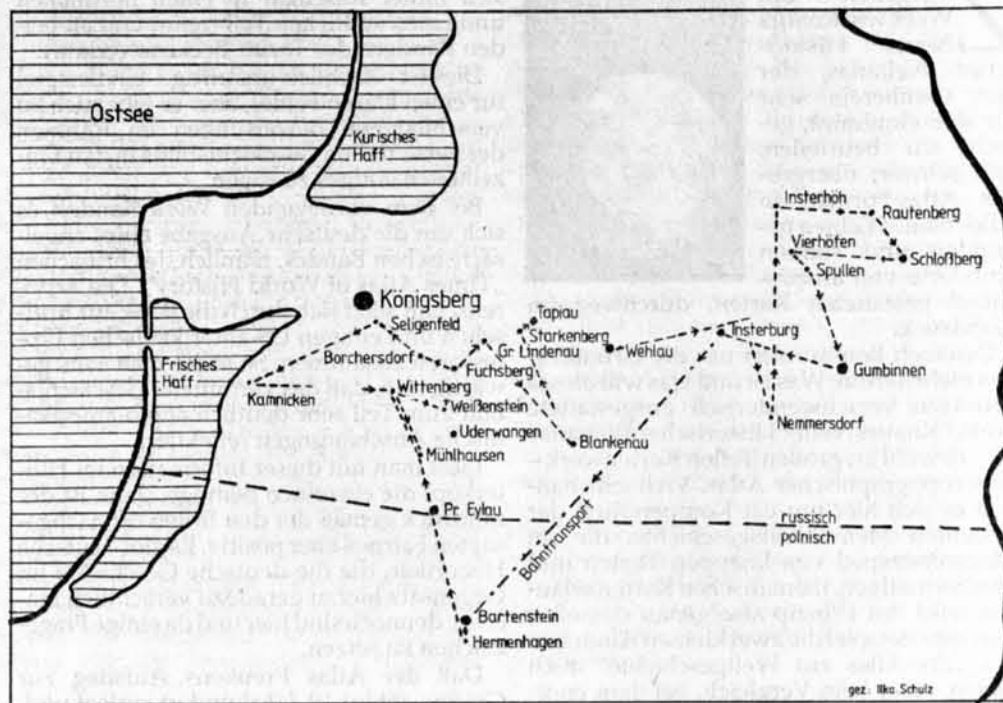 Ostsee
Kurisches
Haff
Insterhöh
Rautenberg
Vierhöfen
Schloßberg
Spullen
Königsberg
Tapiau
Seligenfeld
Starkenberg
Insterburg
Borchersdorf
Gr. Lindenau
Wehlau
Frisches
Haff
Fuchsberg
Gumbinnen
Wittenberg
Kamnicken
Weißenstein
Nemmersdorf
Uderwangen
Blankenau
Mühlhausen
Pr. Eylau
russisch
polnisch
Bahntransport
Bartenstein
Hermenhagen
gez.: Ilka Schulz